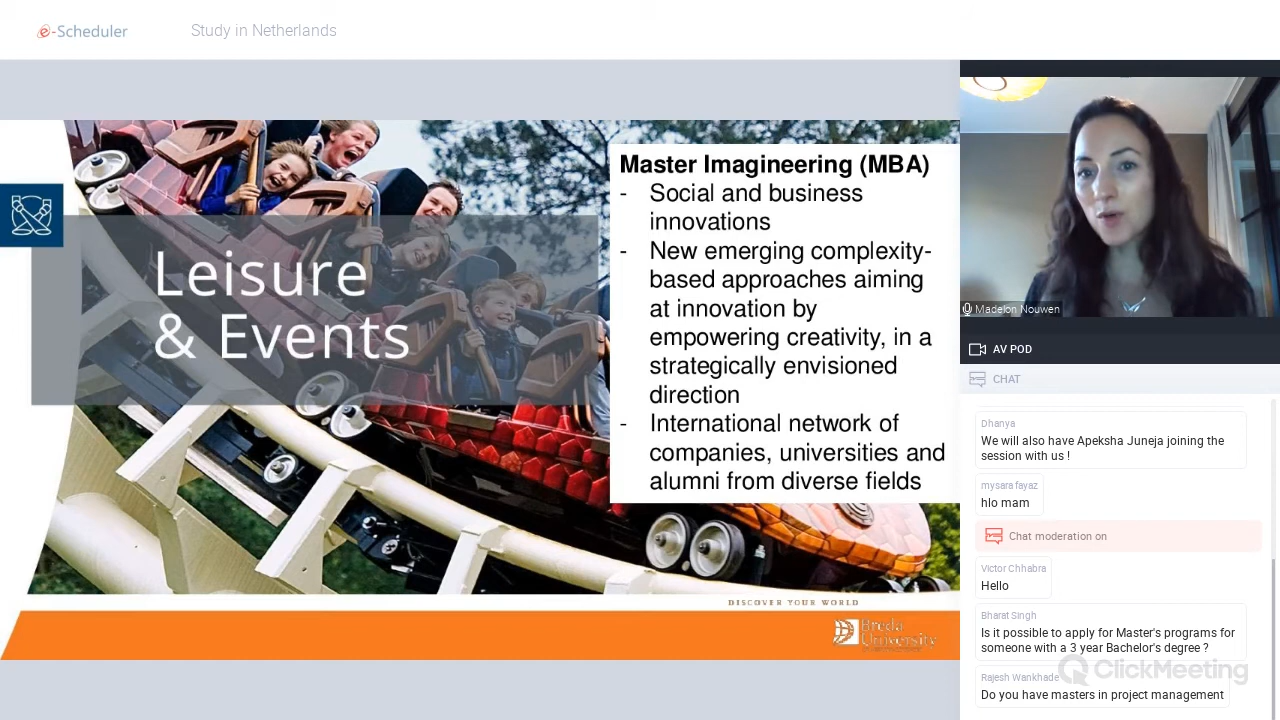 e-Scheduler
Study in Netherlands
Leisure
& Events
Master Imagineering (MBA)
- Social and business
innovations
- New emerging complexity-
based approaches aiming
at innovation by
empowering creativity, in a
strategically envisioned
direction
- International network of
companies, universities and
alumni from diverse fields
DISCOVER YOUR WORLD
Breda
University
Madelon Nouwen
AV POD
CHAT
Dhanya
We will also have Apeksha Juneja joining the
session with us !
mysara fayaz
hlo mam
Chat moderation on
Victor Chhabra
Hello
Bharat Singh
Is it possible to apply for Master's programs for
someone with a 3 year Bachelor's degree ?
Rajesh Wankhade
Do you have masters in project management
ClickMeeting